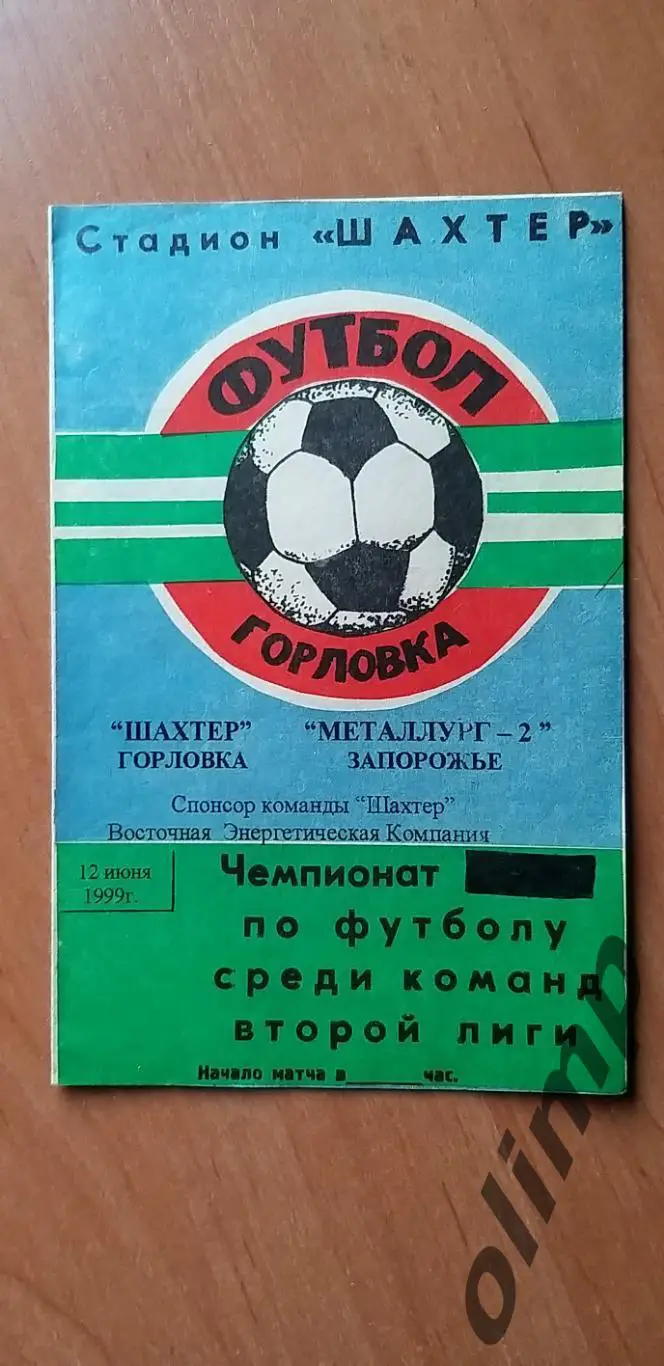 Стадион «ШАХТЕР»
ФУТБОЛ
ГОРЛОВКА
"ШАХТЕР" "МЕТАЛЛУРГ – 2"
ГОРЛОВКА ЗАПОРОЖЬЕ
Спонсор команды "Шахтер"
Восточная Энергетическая Компания
12 июня
1999г.
Чемпионат
по футболу
среди команд
второй лиги
Начало матча в______час.
olimp